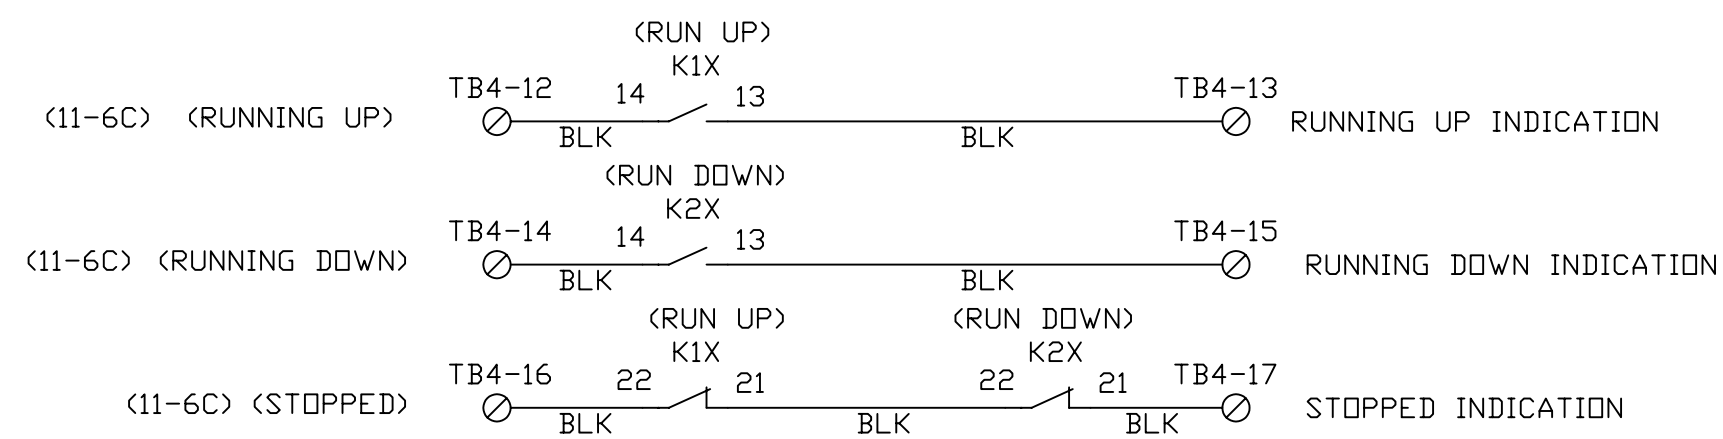 (RUN UP)
K1X
TB4-12 14 13 TB4-13
(11-6C) (RUNNING UP) RUNNING UP INDICATION
BLK BLK
(RUN DOWN)
K2X
TB4-14 14 13 TB4-15
(11-6C) (RUNNING DOWN) RUNNING DOWN INDICATION
BLK BLK
(RUN UP) (RUN DOWN)
K1X K2X
TB4-16 22 21 22 21 TB4-17
(11-6C) (STOPPED) STOPPED INDICATION
BLK BLK BLK